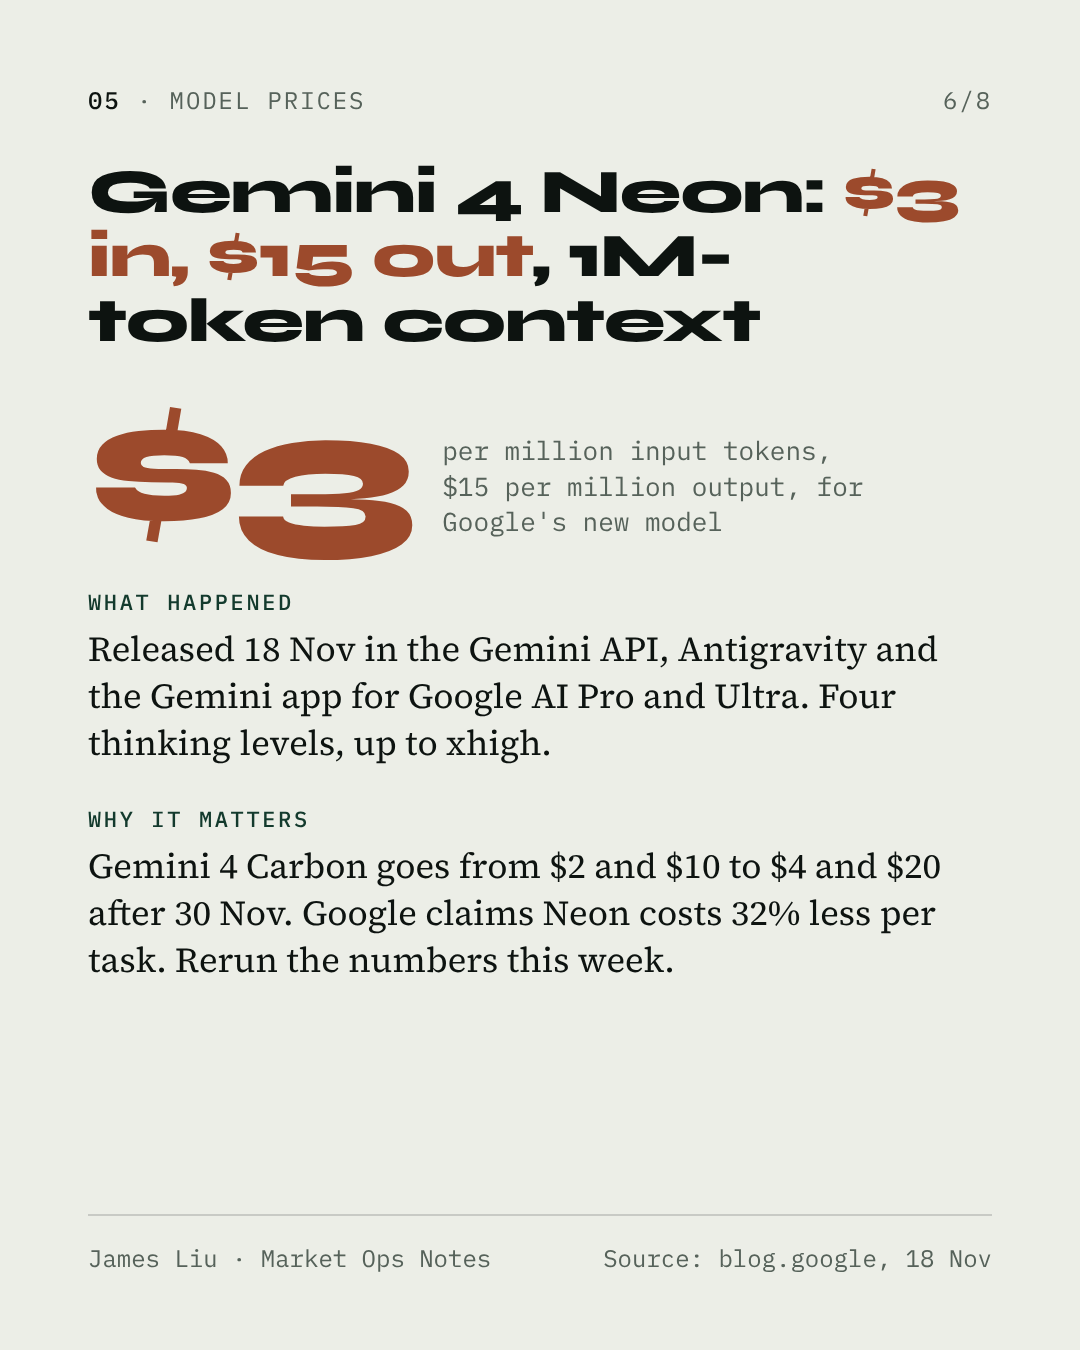 05 · MODEL PRICES
6/8
Gemini 4 Neon: $3
in, $15 out, 1M-
token context
$3
per million input tokens,
$15 per million output, for
Google's new model
WHAT HAPPENED
Released 18 Nov in the Gemini API, Antigravity and
the Gemini app for Google AI Pro and Ultra. Four
thinking levels, up to xhigh.
WHY IT MATTERS
Gemini 4 Carbon goes from $2 and $10 to $4 and $20
after 30 Nov. Google claims Neon costs 32% less per
task. Rerun the numbers this week.
James Liu · Market Ops Notes
Source: blog.google, 18 Nov